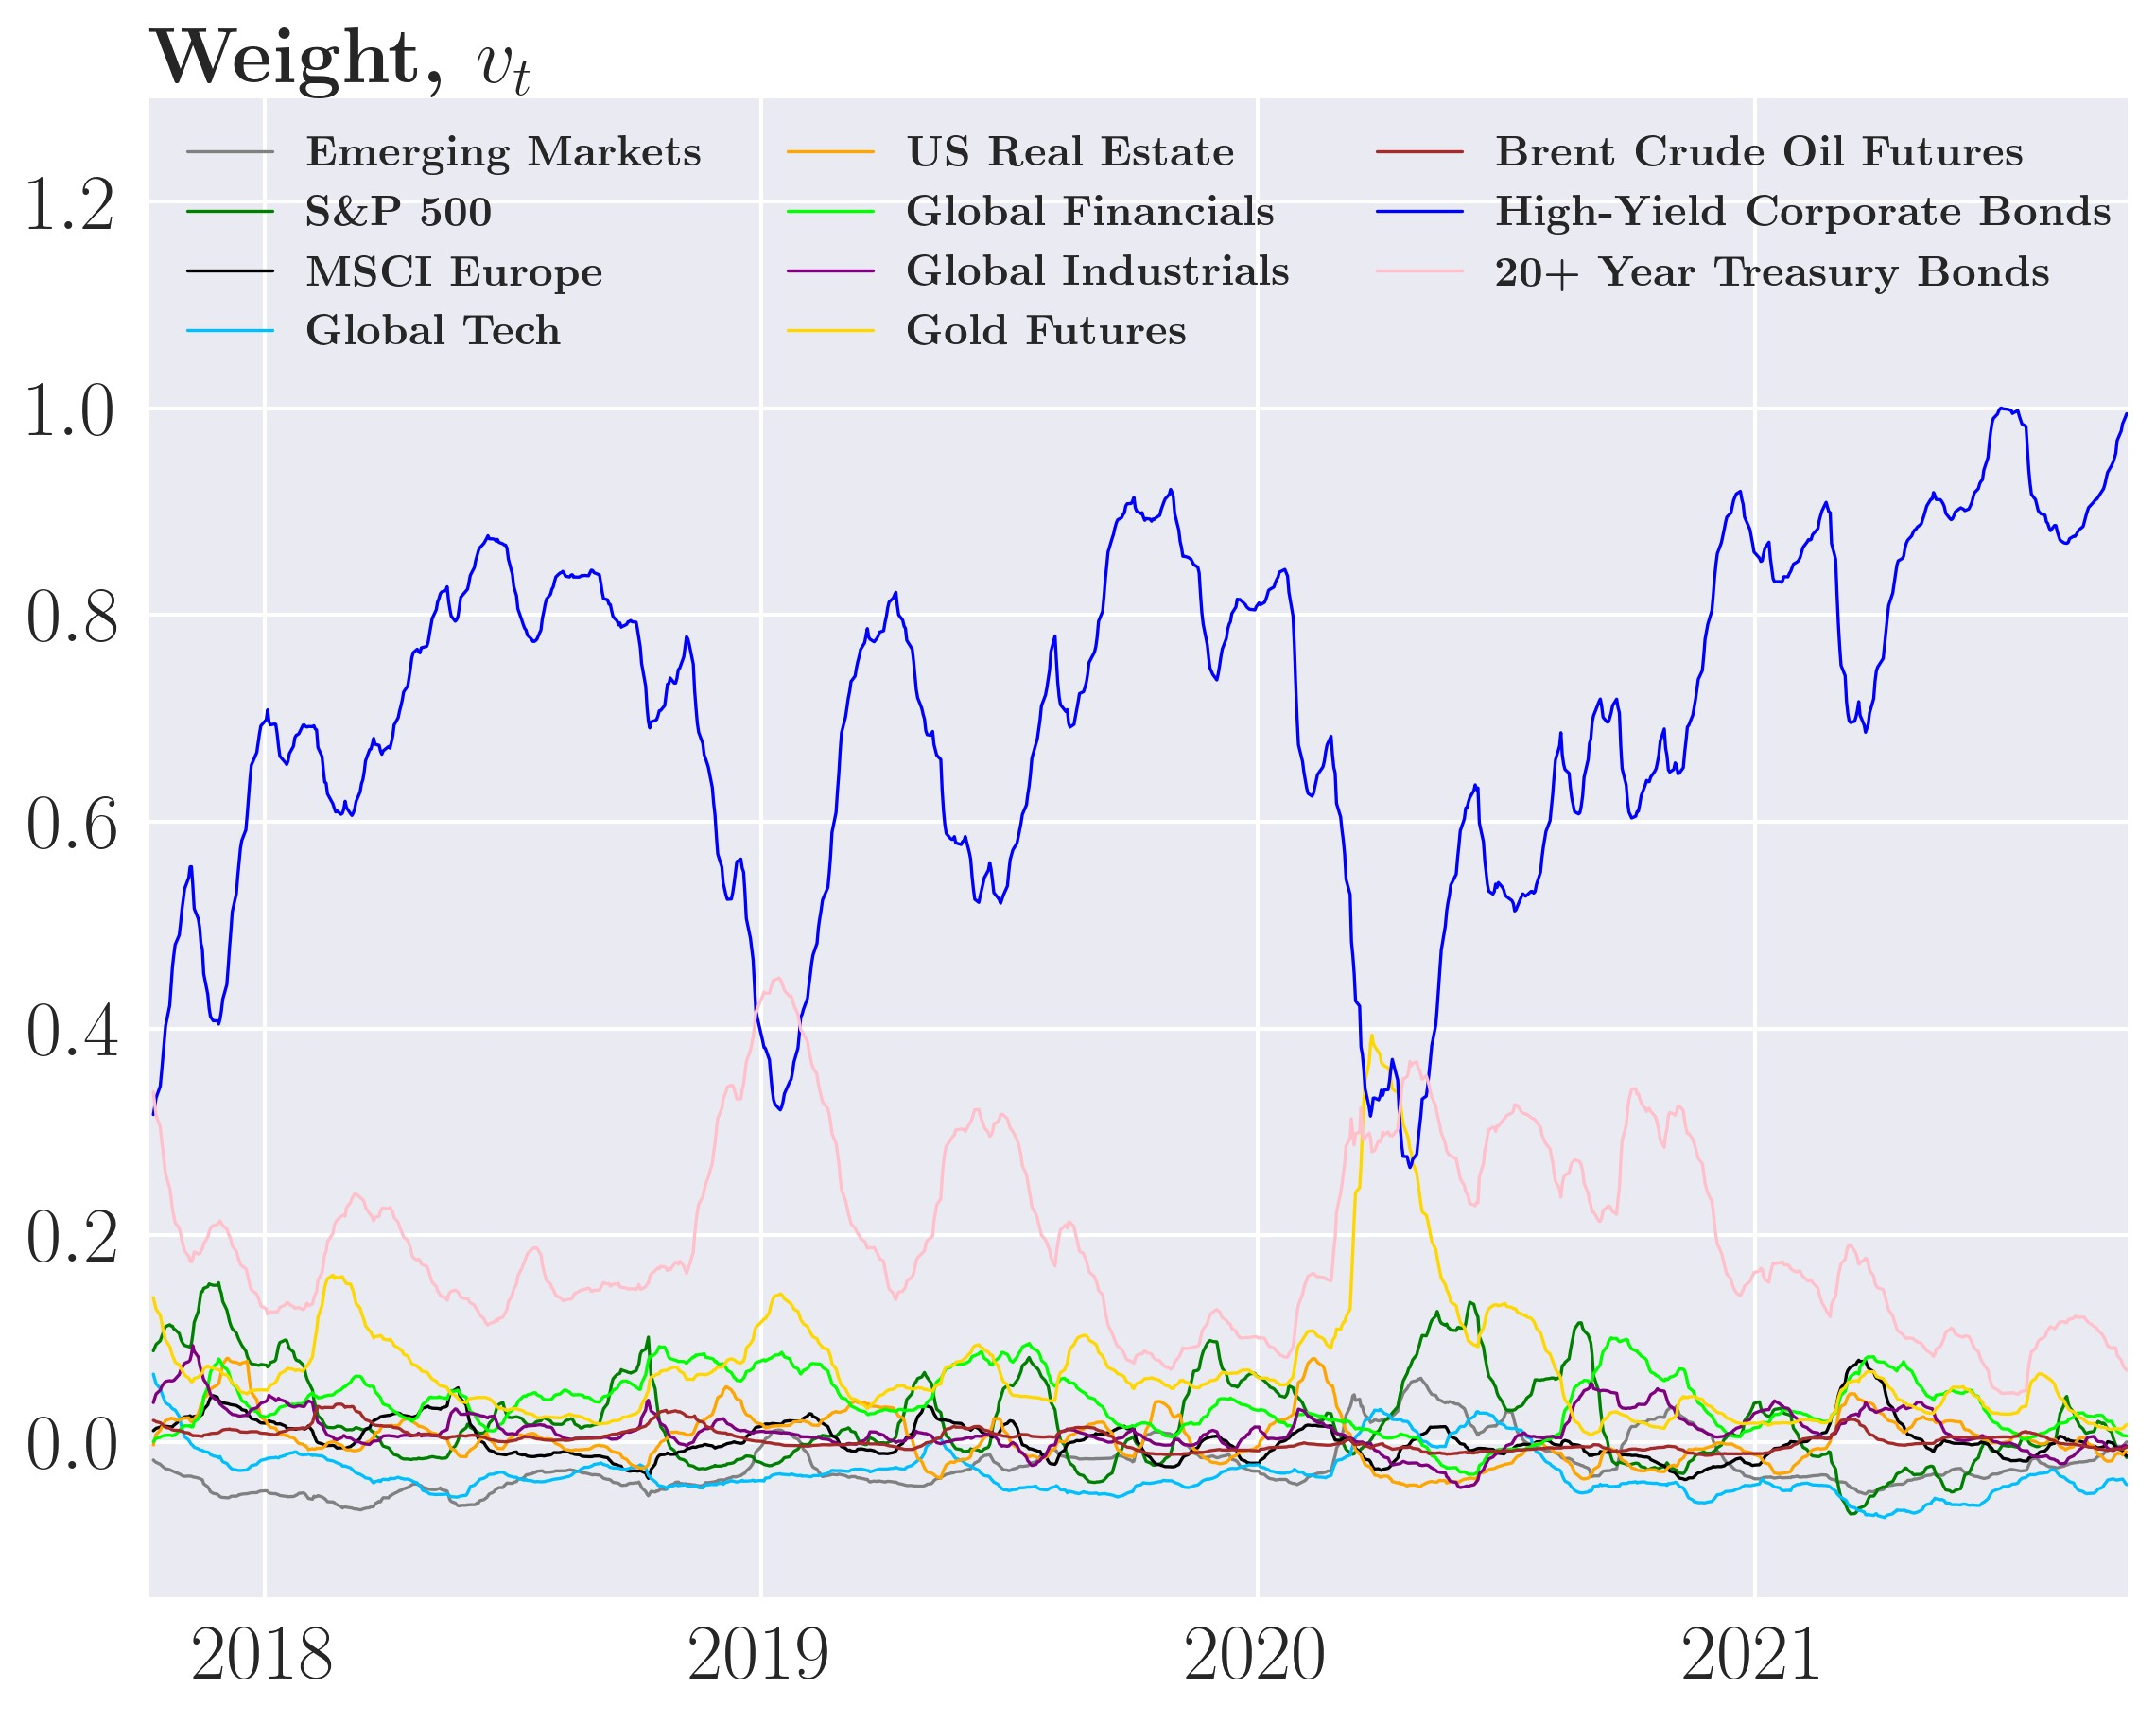 Weight, v_t
Emerging Markets
S&P 500
MSCI Europe
Global Tech
US Real Estate
Global Financials
Global Industrials
Gold Futures
Brent Crude Oil Futures
High-Yield Corporate Bonds
20+ Year Treasury Bonds
1.2
1.0
0.8
0.6
0.4
0.2
0.0
2018 2019 2020 2021